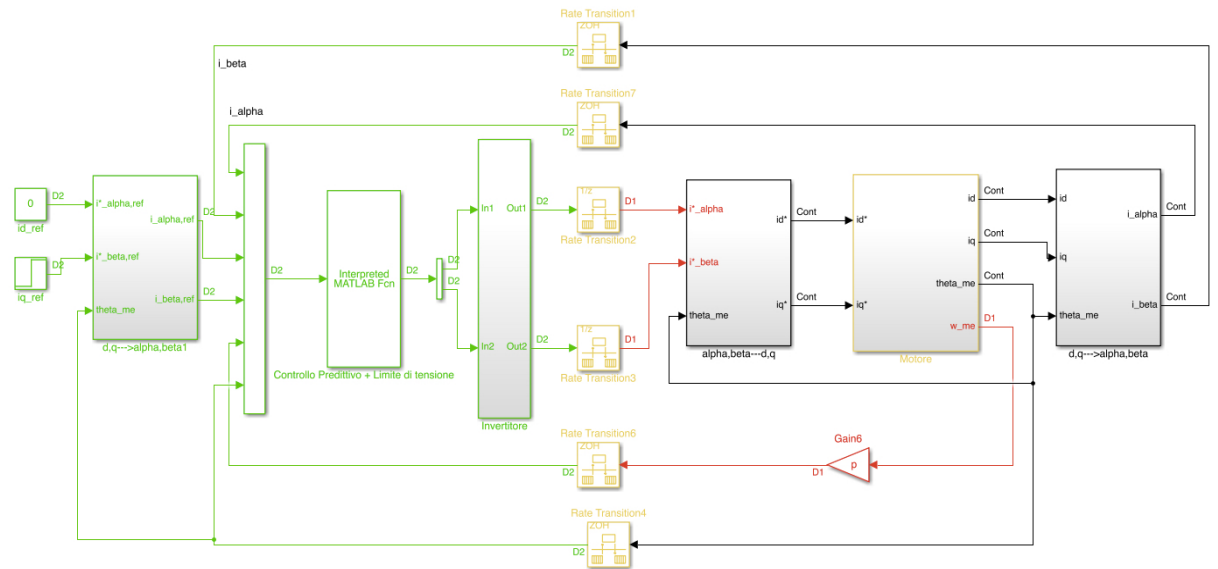 Rate Transition1
ZOH
D2
i_beta
Rate Transition7
ZOH
D2
i_alpha
0
D2
id_ref
D2
iq_ref
i*_alpha,ref
i_alpha,ref
i*_beta,ref
i_beta,ref
theta_me
d,q--->alpha,beta1
D2
D2
D2
Interpreted
MATLAB Fcn
Controllo Predittivo + Limite di tensione
D2
D2
D2
In1
Out1
In2
Out2
Invertitore
D2
D2
1/2
Rate Transition2
D1
1/2
Rate Transition3
D1
i*_alpha
id*
i*_beta
iq*
theta_me
alpha,beta---d,q
Cont
Cont
id*
id
iq
theta_me
iq*
w_me
Motore
Cont
Cont
Cont
D1
id
i_alpha
iq
i_beta
theta_me
d,q--->alpha,beta
Cont
Cont
Rate Transition6
ZOH
D2
Gain6
p
D1
Rate Transition4
ZOH
D2